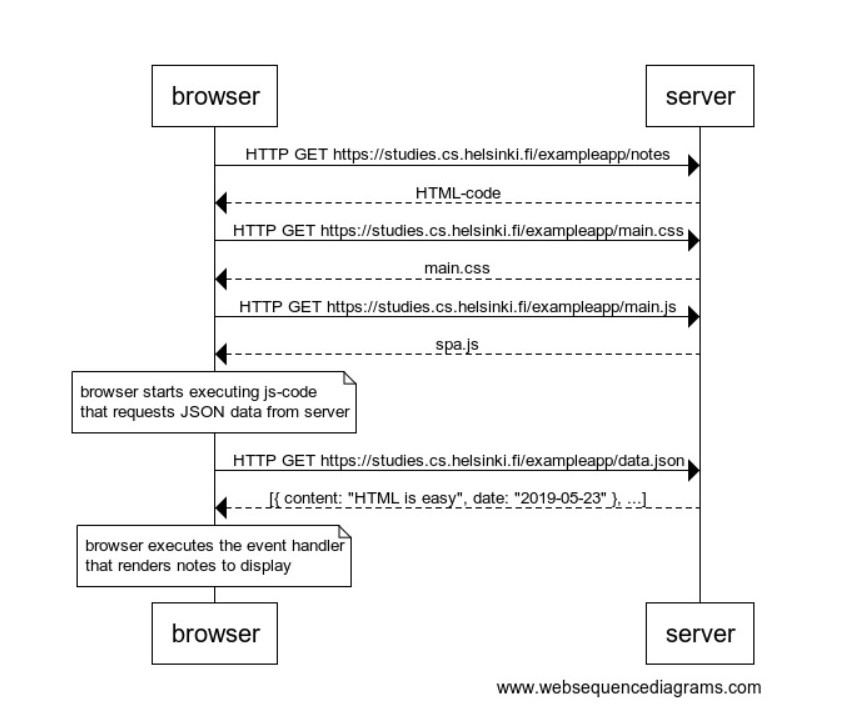 browser
server
HTTP GET https://studies.cs.helsinki.fi/exampleapp/notes
HTML-code
HTTP GET https://studies.cs.helsinki.fi/exampleapp/main.css
main.css
HTTP GET https://studies.cs.helsinki.fi/exampleapp/main.js
spa.js
browser starts executing js-code
that requests JSON data from server
HTTP GET https://studies.cs.helsinki.fi/exampleapp/data.json
[{ content: "HTML is easy", date: "2019-05-23" }, ...]
browser executes the event handler
that renders notes to display
browser
server
www.websequencediagrams.com